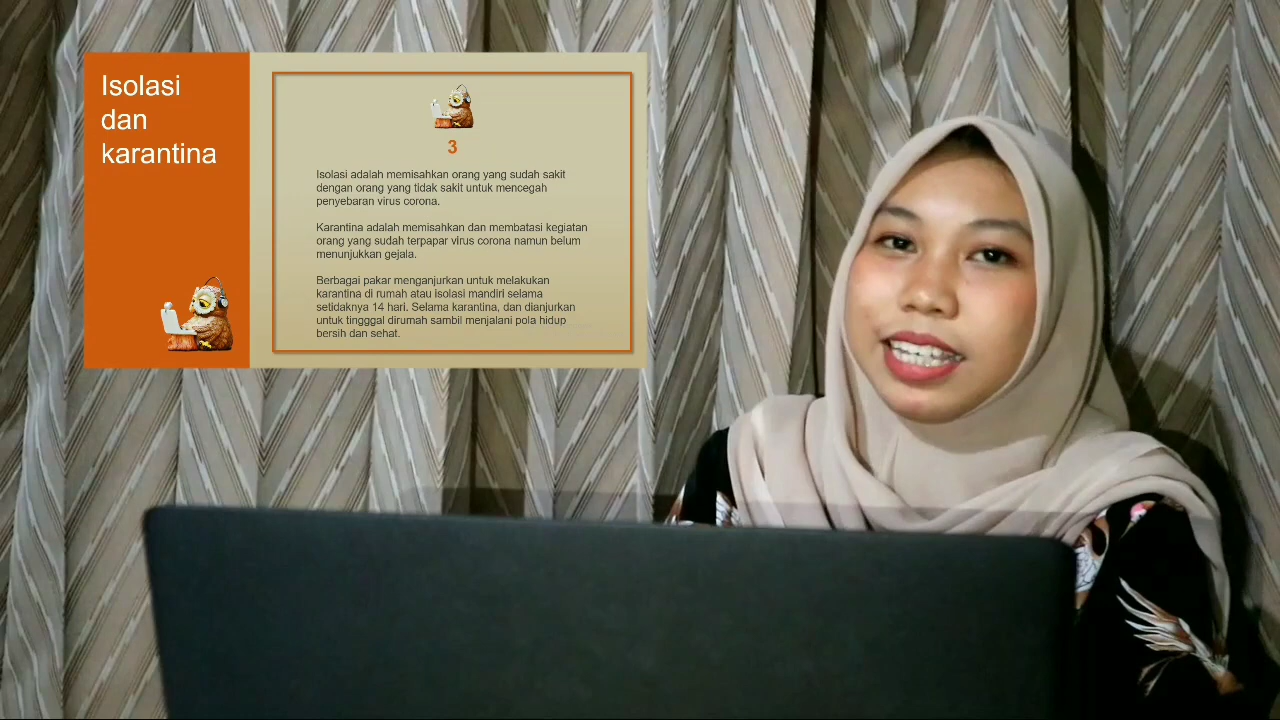 Isolasi
dan
karantina
3
Isolasi adalah memisahkan orang yang sudah sakit
dengan orang yang tidak sakit untuk mencegah
penyebaran virus corona.
Karantina adalah memisahkan dan membatasi kegiatan
orang yang sudah terpapar virus corona namun belum
menunjukkan gejala.
Berbagai pakar menganjurkan untuk melakukan
karantina di rumah atau isolasi mandiri selama
setidaknya 14 hari. Selama karantina, dan dianjurkan
untuk tingggal dirumah sambil menjalani pola hidup
bersih dan sehat.